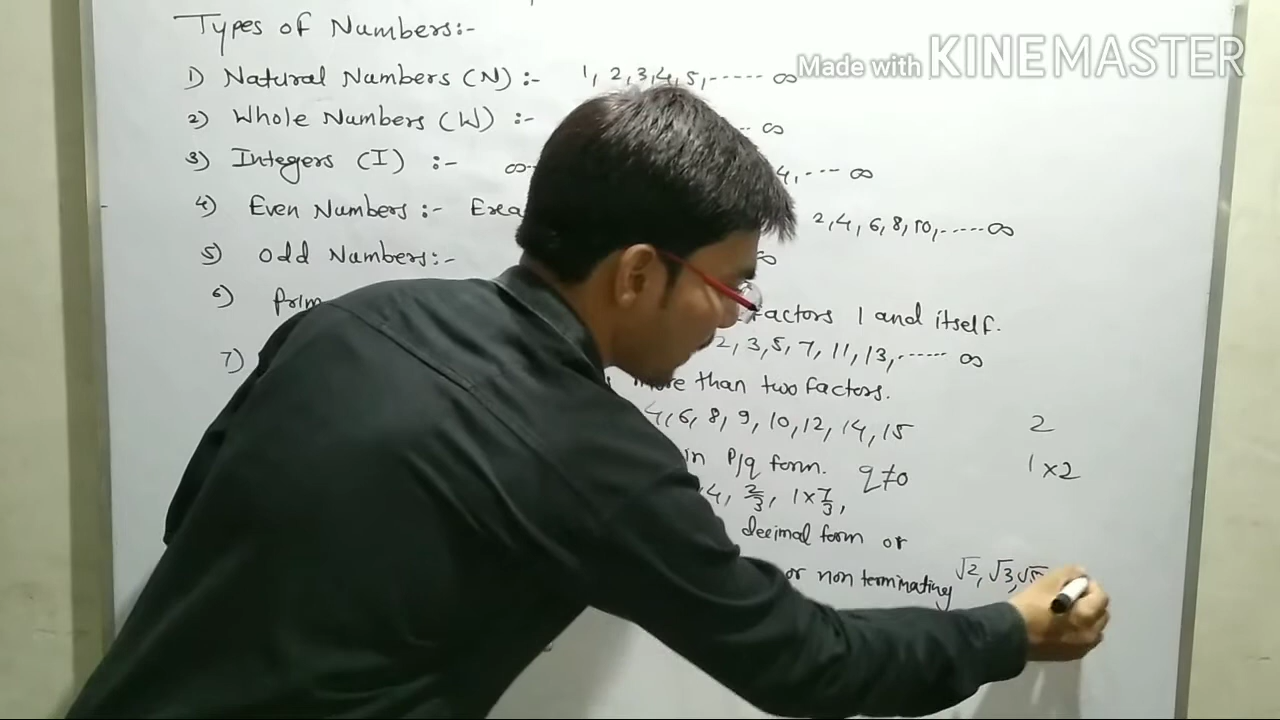 Types of Numbers:-
Made with KINEMASTER
1) Natural Numbers (N) :- 1, 2, 3, 4, 5, ----- ∞
2) Whole Numbers (W) :- ∞
3) Integers (I) :- ∞ 4, --- ∞
4) Even Numbers :- 2, 4, 6, 8, 10, ----- ∞
5) Odd Numbers:- ∞
6) factors 1 and itself.
2, 3, 5, 7, 11, 13, ------ ∞
7) more than two factors.
4, 6, 8, 9, 10, 12, 14, 15 2
in P/q form. q≠0 1 x 2
4, 2/3, 1 x 7/3,
decimal form or
or non terminating √2, √3,